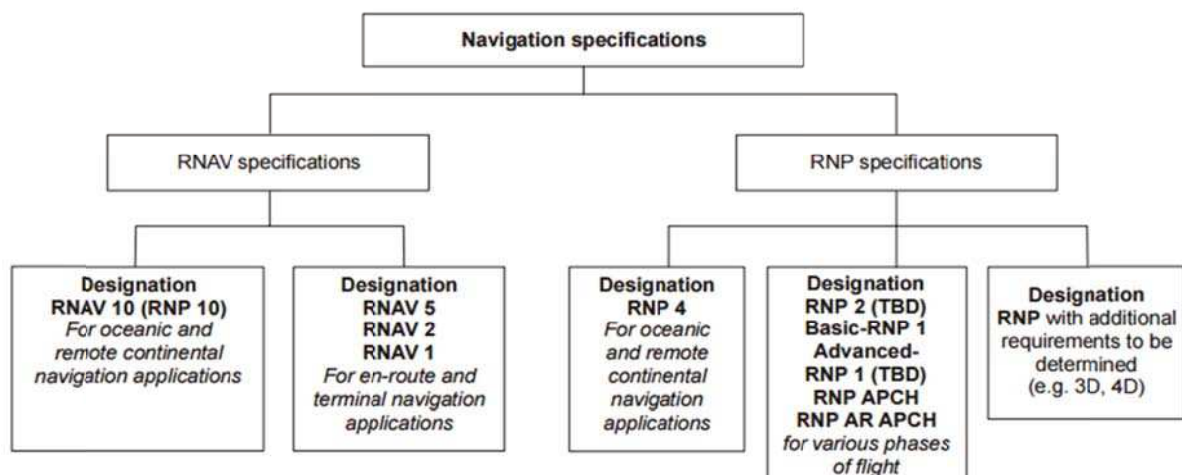 Navigation specifications
RNAV specifications
RNP specifications
Designation
RNAV 10 (RNP 10)
For oceanic and
remote continental
navigation applications
Designation
RNAV 5
RNAV 2
RNAV 1
For en-route and
terminal navigation
applications
Designation
RNP 4
For oceanic
and remote
continental
navigation
applications
Designation
RNP 2 (TBD)
Basic-RNP 1
Advanced-
RNP 1 (TBD)
RNP APCH
RNP AR APCH
for various phases
of flight
Designation
RNP with additional
requirements to be
determined
(e.g. 3D, 4D)